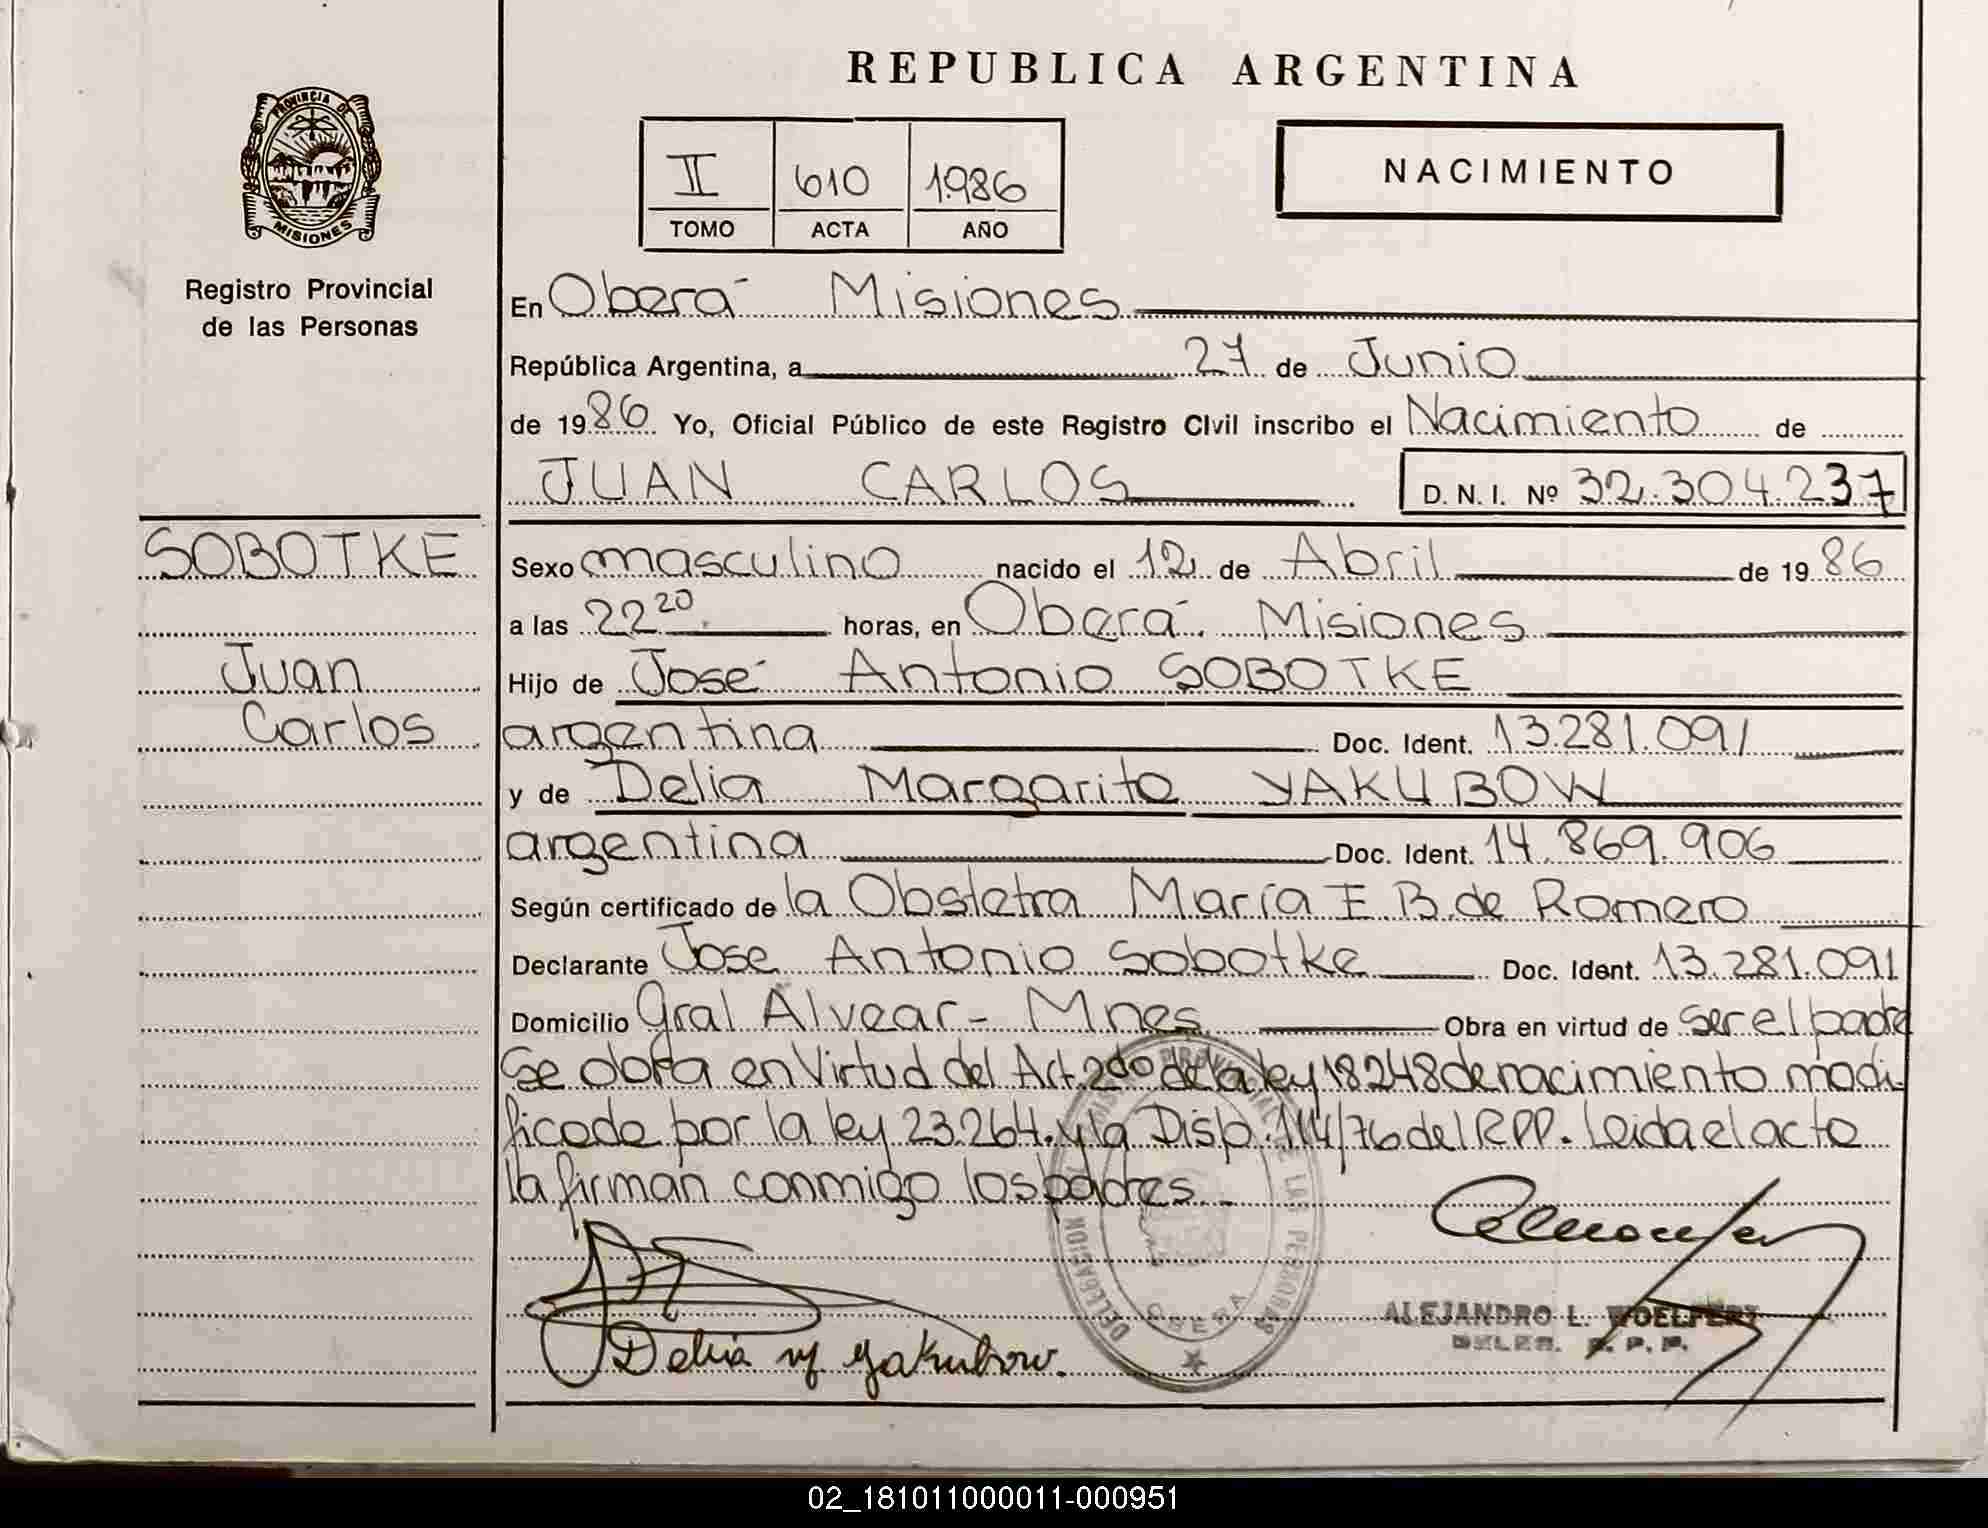 REPUBLICA ARGENTINA
PROVINCIA DE
MISIONES
Registro Provincial
de las Personas
II 610 1986
TOMO ACTA AÑO
NACIMIENTO
En Oberá Misiones
República Argentina, a 27 de Junio
de 1986 Yo, Oficial Público de este Registro Civil inscribo el Nacimiento de
JUAN CARLOS D. N. I. Nº 32.304.237
SOBOTKE
Juan
Carlos
Sexo masculino nacido el 12 de Abril de 1986
a las 22 20 horas, en Oberá. Misiones
Hijo de José Antonio SOBOTKE
argentina Doc. Ident. 13.281.091
y de Delia Margarita YAKUBOW
argentina Doc. Ident. 14.869.906
Según certificado de la Obstetra María E B. de Romero
Declarante Jose Antonio Sobotke Doc. Ident. 13.281.091
Domicilio Gral Alvear - Mnes Obra en virtud de ser el padre
Se obra en Virtud del Art. 2do de la ley 18248 de nacimiento modi-
ficado por la ley 23.264. y la Disp. 114/76 del RPP. Leida el acta
la firman conmigo los padres. -
Delia M Yakubow.
DELEGACION
OBERA
ALEJANDRO L. WOELFERT
DELEG. R. P. P.
02_181011000011-000951